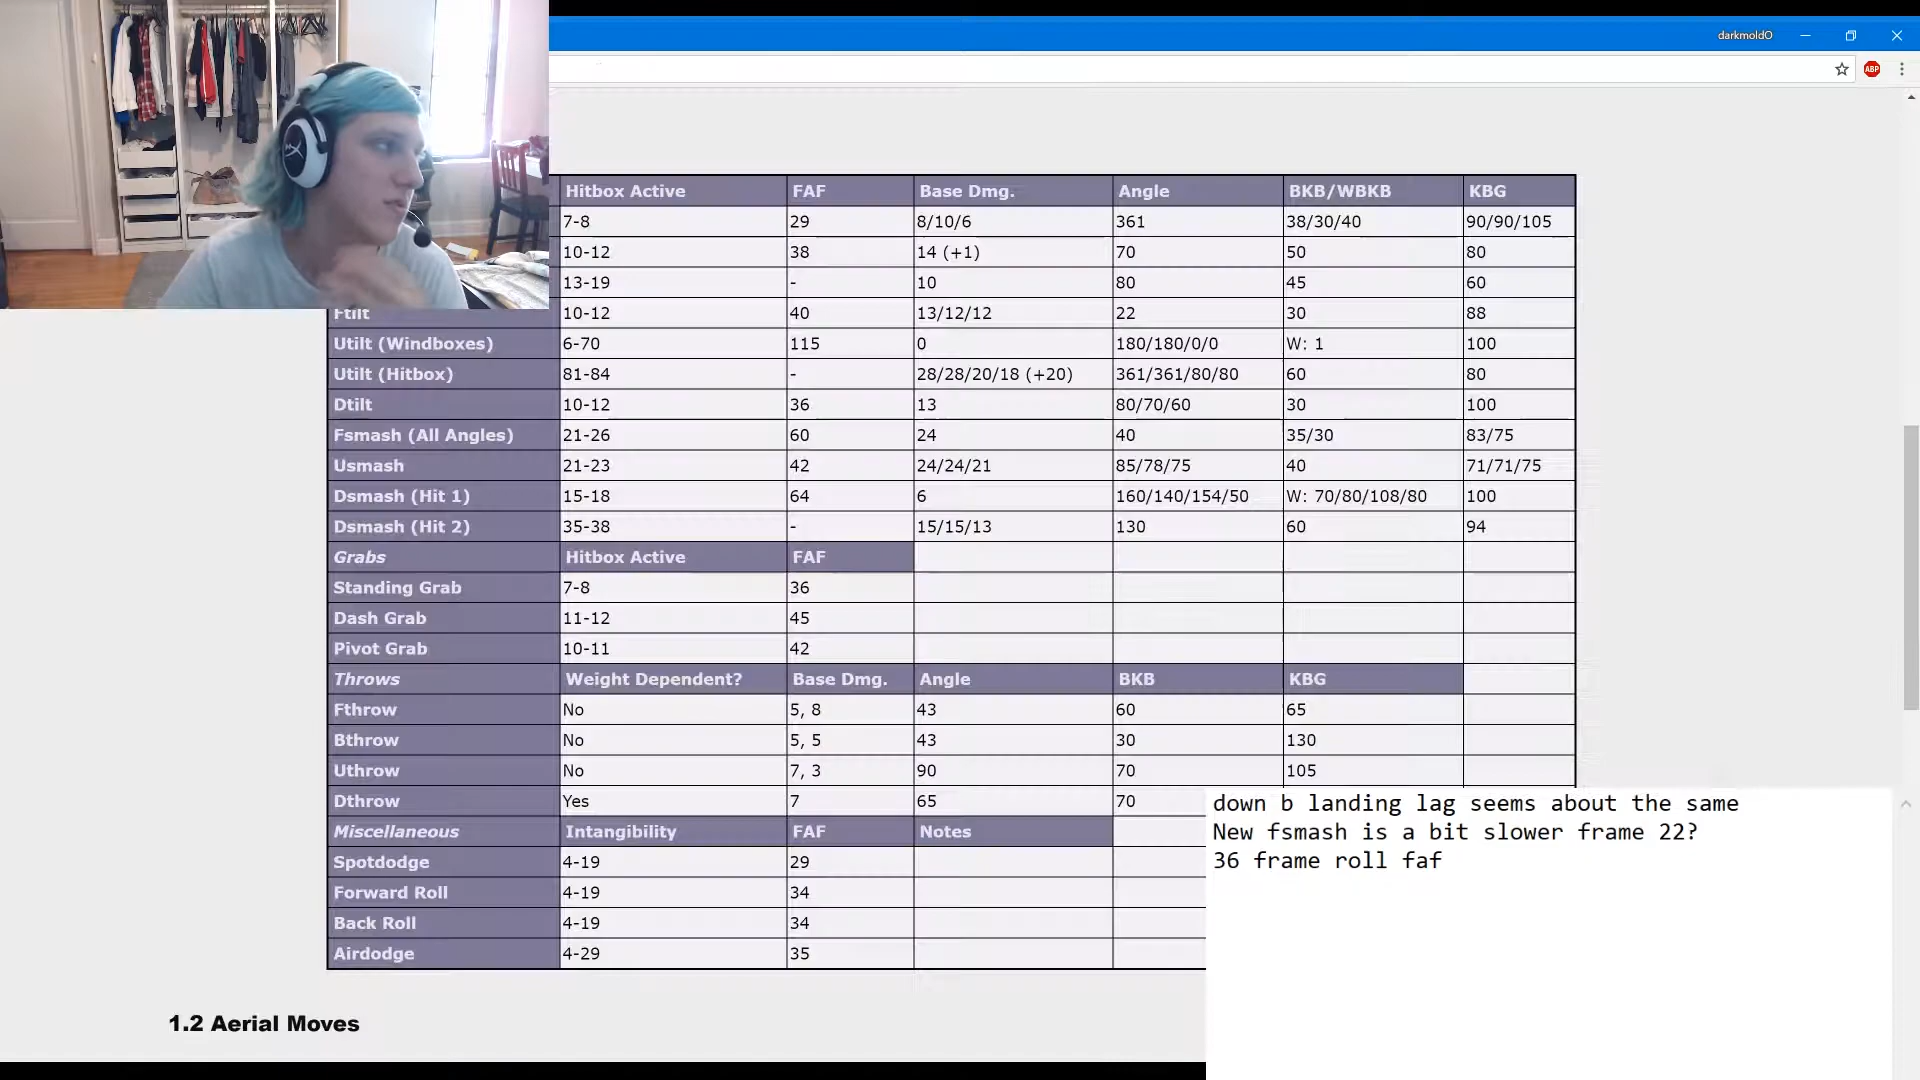 darkmoldO
ABP
Hitbox Active FAF Base Dmg. Angle BKB/WBKB KBG
7-8 29 8/10/6 361 38/30/40 90/90/105
10-12 38 14 (+1) 70 50 80
13-19 - 10 80 45 60
Ftilt 10-12 40 13/12/12 22 30 88
Utilt (Windboxes) 6-70 115 0 180/180/0/0 W: 1 100
Utilt (Hitbox) 81-84 - 28/28/20/18 (+20) 361/361/80/80 60 80
Dtilt 10-12 36 13 80/70/60 30 100
Fsmash (All Angles) 21-26 60 24 40 35/30 83/75
Usmash 21-23 42 24/24/21 85/78/75 40 71/71/75
Dsmash (Hit 1) 15-18 64 6 160/140/154/50 W: 70/80/108/80 100
Dsmash (Hit 2) 35-38 - 15/15/13 130 60 94
Grabs Hitbox Active FAF
Standing Grab 7-8 36
Dash Grab 11-12 45
Pivot Grab 10-11 42
Throws Weight Dependent? Base Dmg. Angle BKB KBG
Fthrow No 5, 8 43 60 65
Bthrow No 5, 5 43 30 130
Uthrow No 7, 3 90 70 105
Dthrow Yes 7 65 70
Miscellaneous Intangibility FAF Notes
Spotdodge 4-19 29
Forward Roll 4-19 34
Back Roll 4-19 34
Airdodge 4-29 35
down b landing lag seems about the same
New fsmash is a bit slower frame 22?
36 frame roll faf
1.2 Aerial Moves